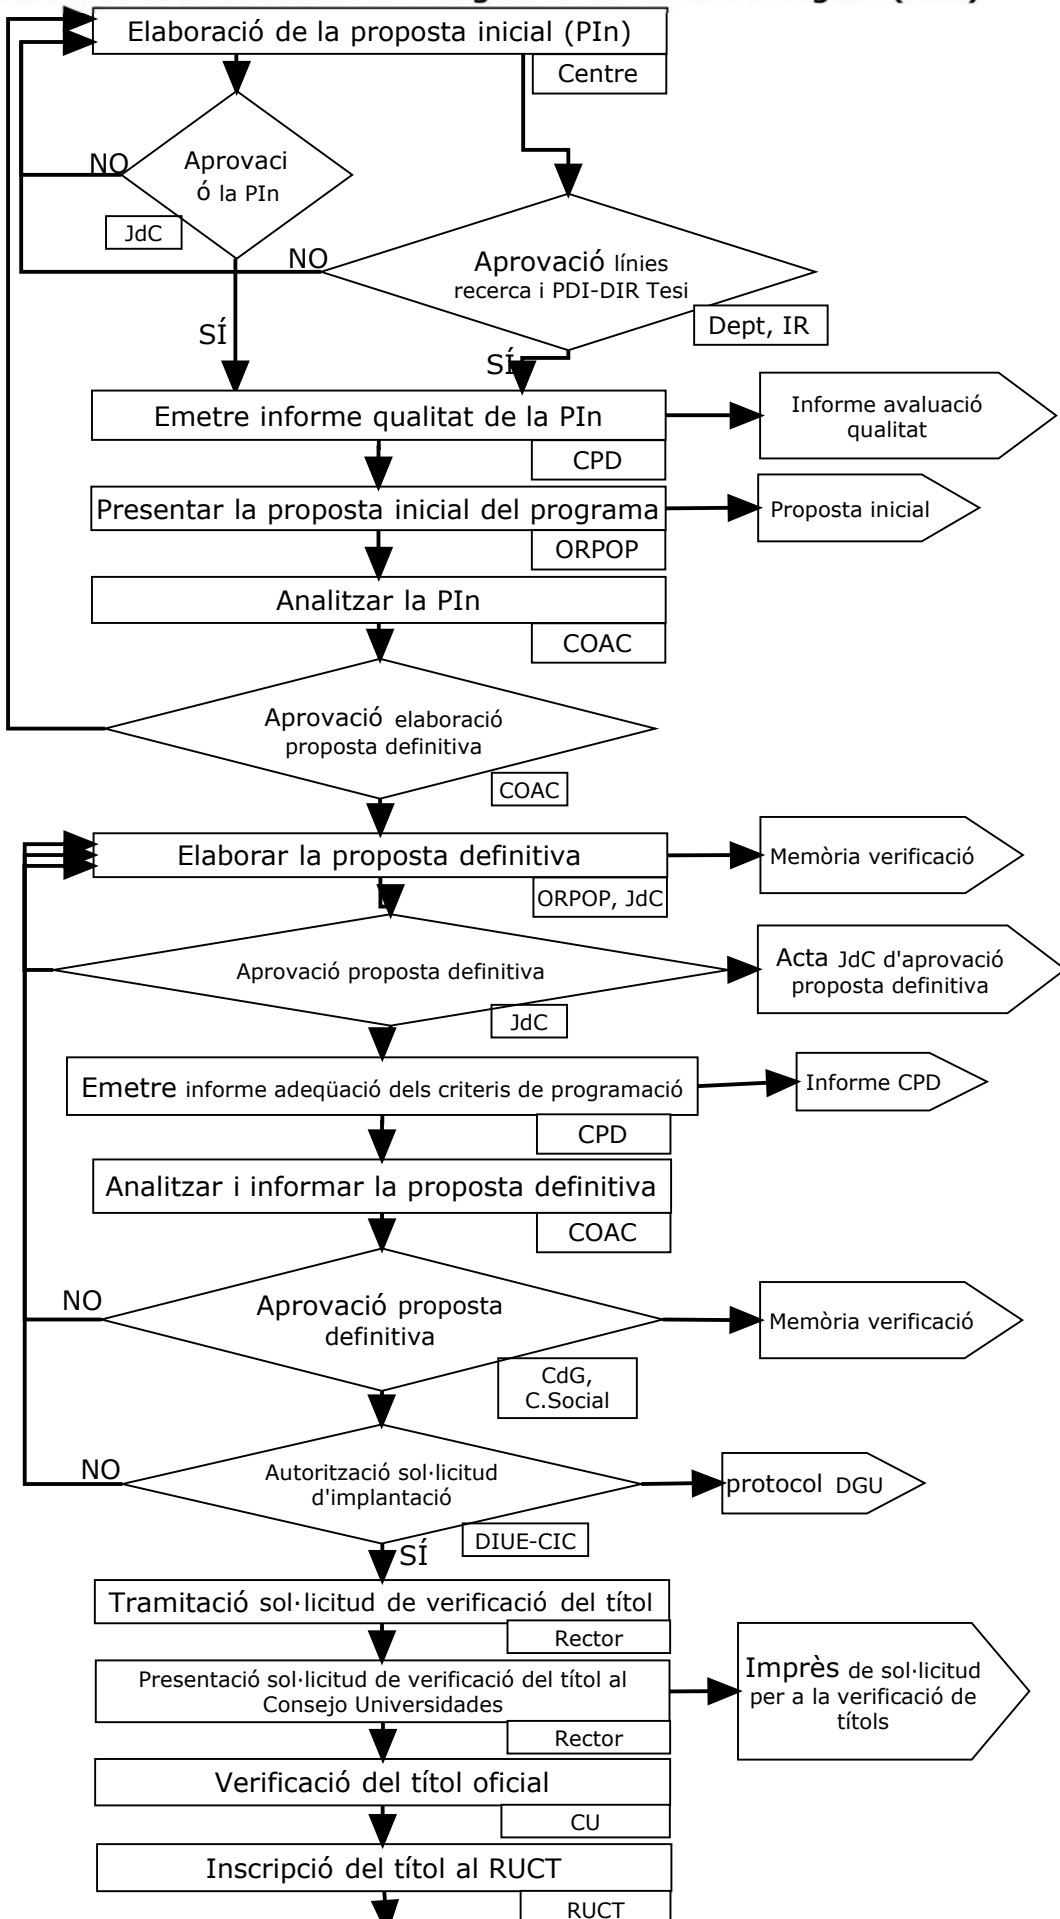 Elaboració de la proposta inicial (PIn)
Centre
NO
Aprovaci
ó la PIn
JdC
NO
Aprovació línies
recerca i PDI-DIR Tesi
Dept, IR
SÍ
SÍ
Emetre informe qualitat de la PIn
CPD
Informe avaluació
qualitat
Presentar la proposta inicial del programa
ORPOP
Proposta inicial
Analitzar la PIn
COAC
Aprovació elaboració
proposta definitiva
COAC
Elaborar la proposta definitiva
ORPOP, JdC
Memòria verificació
Aprovació proposta definitiva
JdC
Acta JdC d'aprovació
proposta definitiva
Emetre informe adeqüació dels criteris de programació
CPD
Informe CPD
Analitzar i informar la proposta definitiva
COAC
NO
Aprovació proposta
definitiva
CdG,
C.Social
Memòria verificació
NO
Autorització sol·licitud
d'implantació
DIUE-CIC
protocol DGU
SÍ
Tramitació sol·licitud de verificació del títol
Rector
Presentació sol·licitud de verificació del títol al
Consejo Universidades
Rector
Imprès de sol·licitud
per a la verificació de
títols
Verificació del títol oficial
CU
Inscripció del títol al RUCT
RUCT